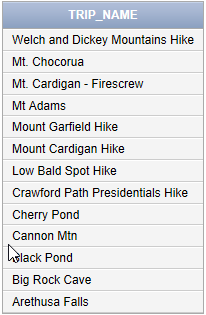 TRIP_NAME
Welch and Dickey Mountains Hike
Mt. Chocorua
Mt. Cardigan - Firescrew
Mt Adams
Mount Garfield Hike
Mount Cardigan Hike
Low Bald Spot Hike
Crawford Path Presidentials Hike
Cherry Pond
Cannon Mtn
Black Pond
Big Rock Cave
Arethusa Falls